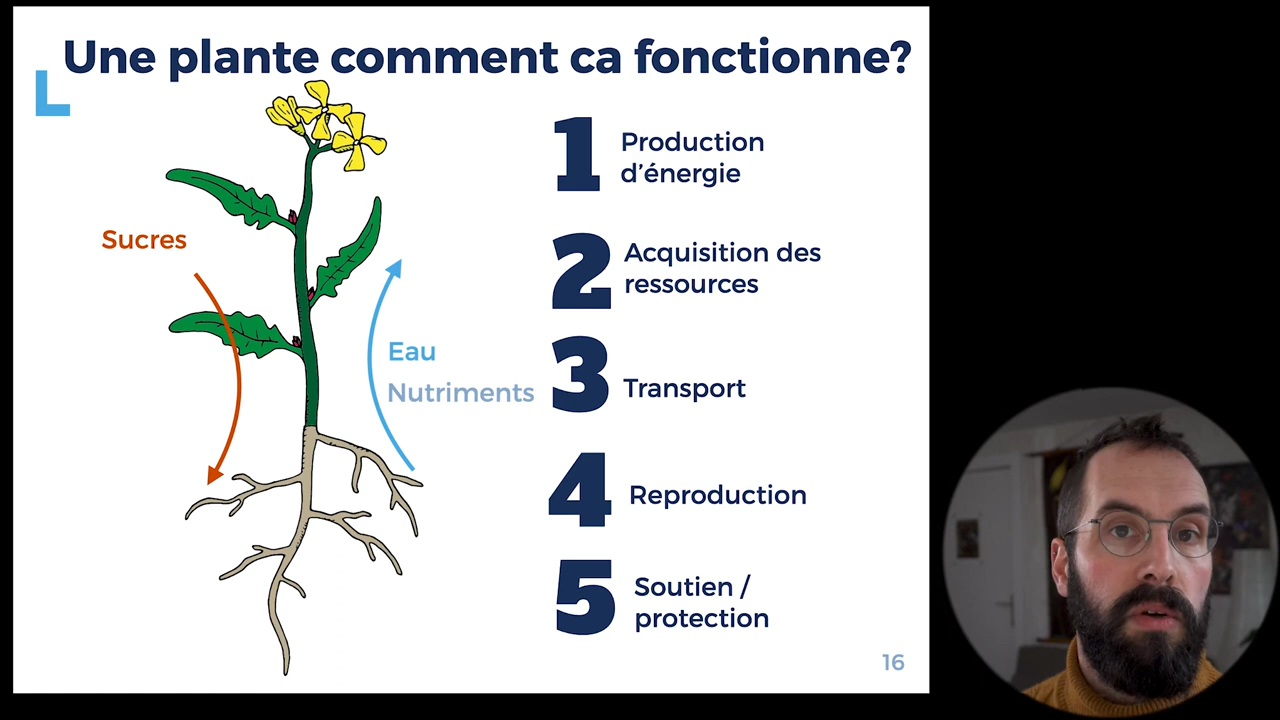 Une plante comment ca fonctionne?
Sucres
Eau
Nutriments
1
Production
d'énergie
2
Acquisition des
ressources
3
Transport
4
Reproduction
5
Soutien /
protection
16